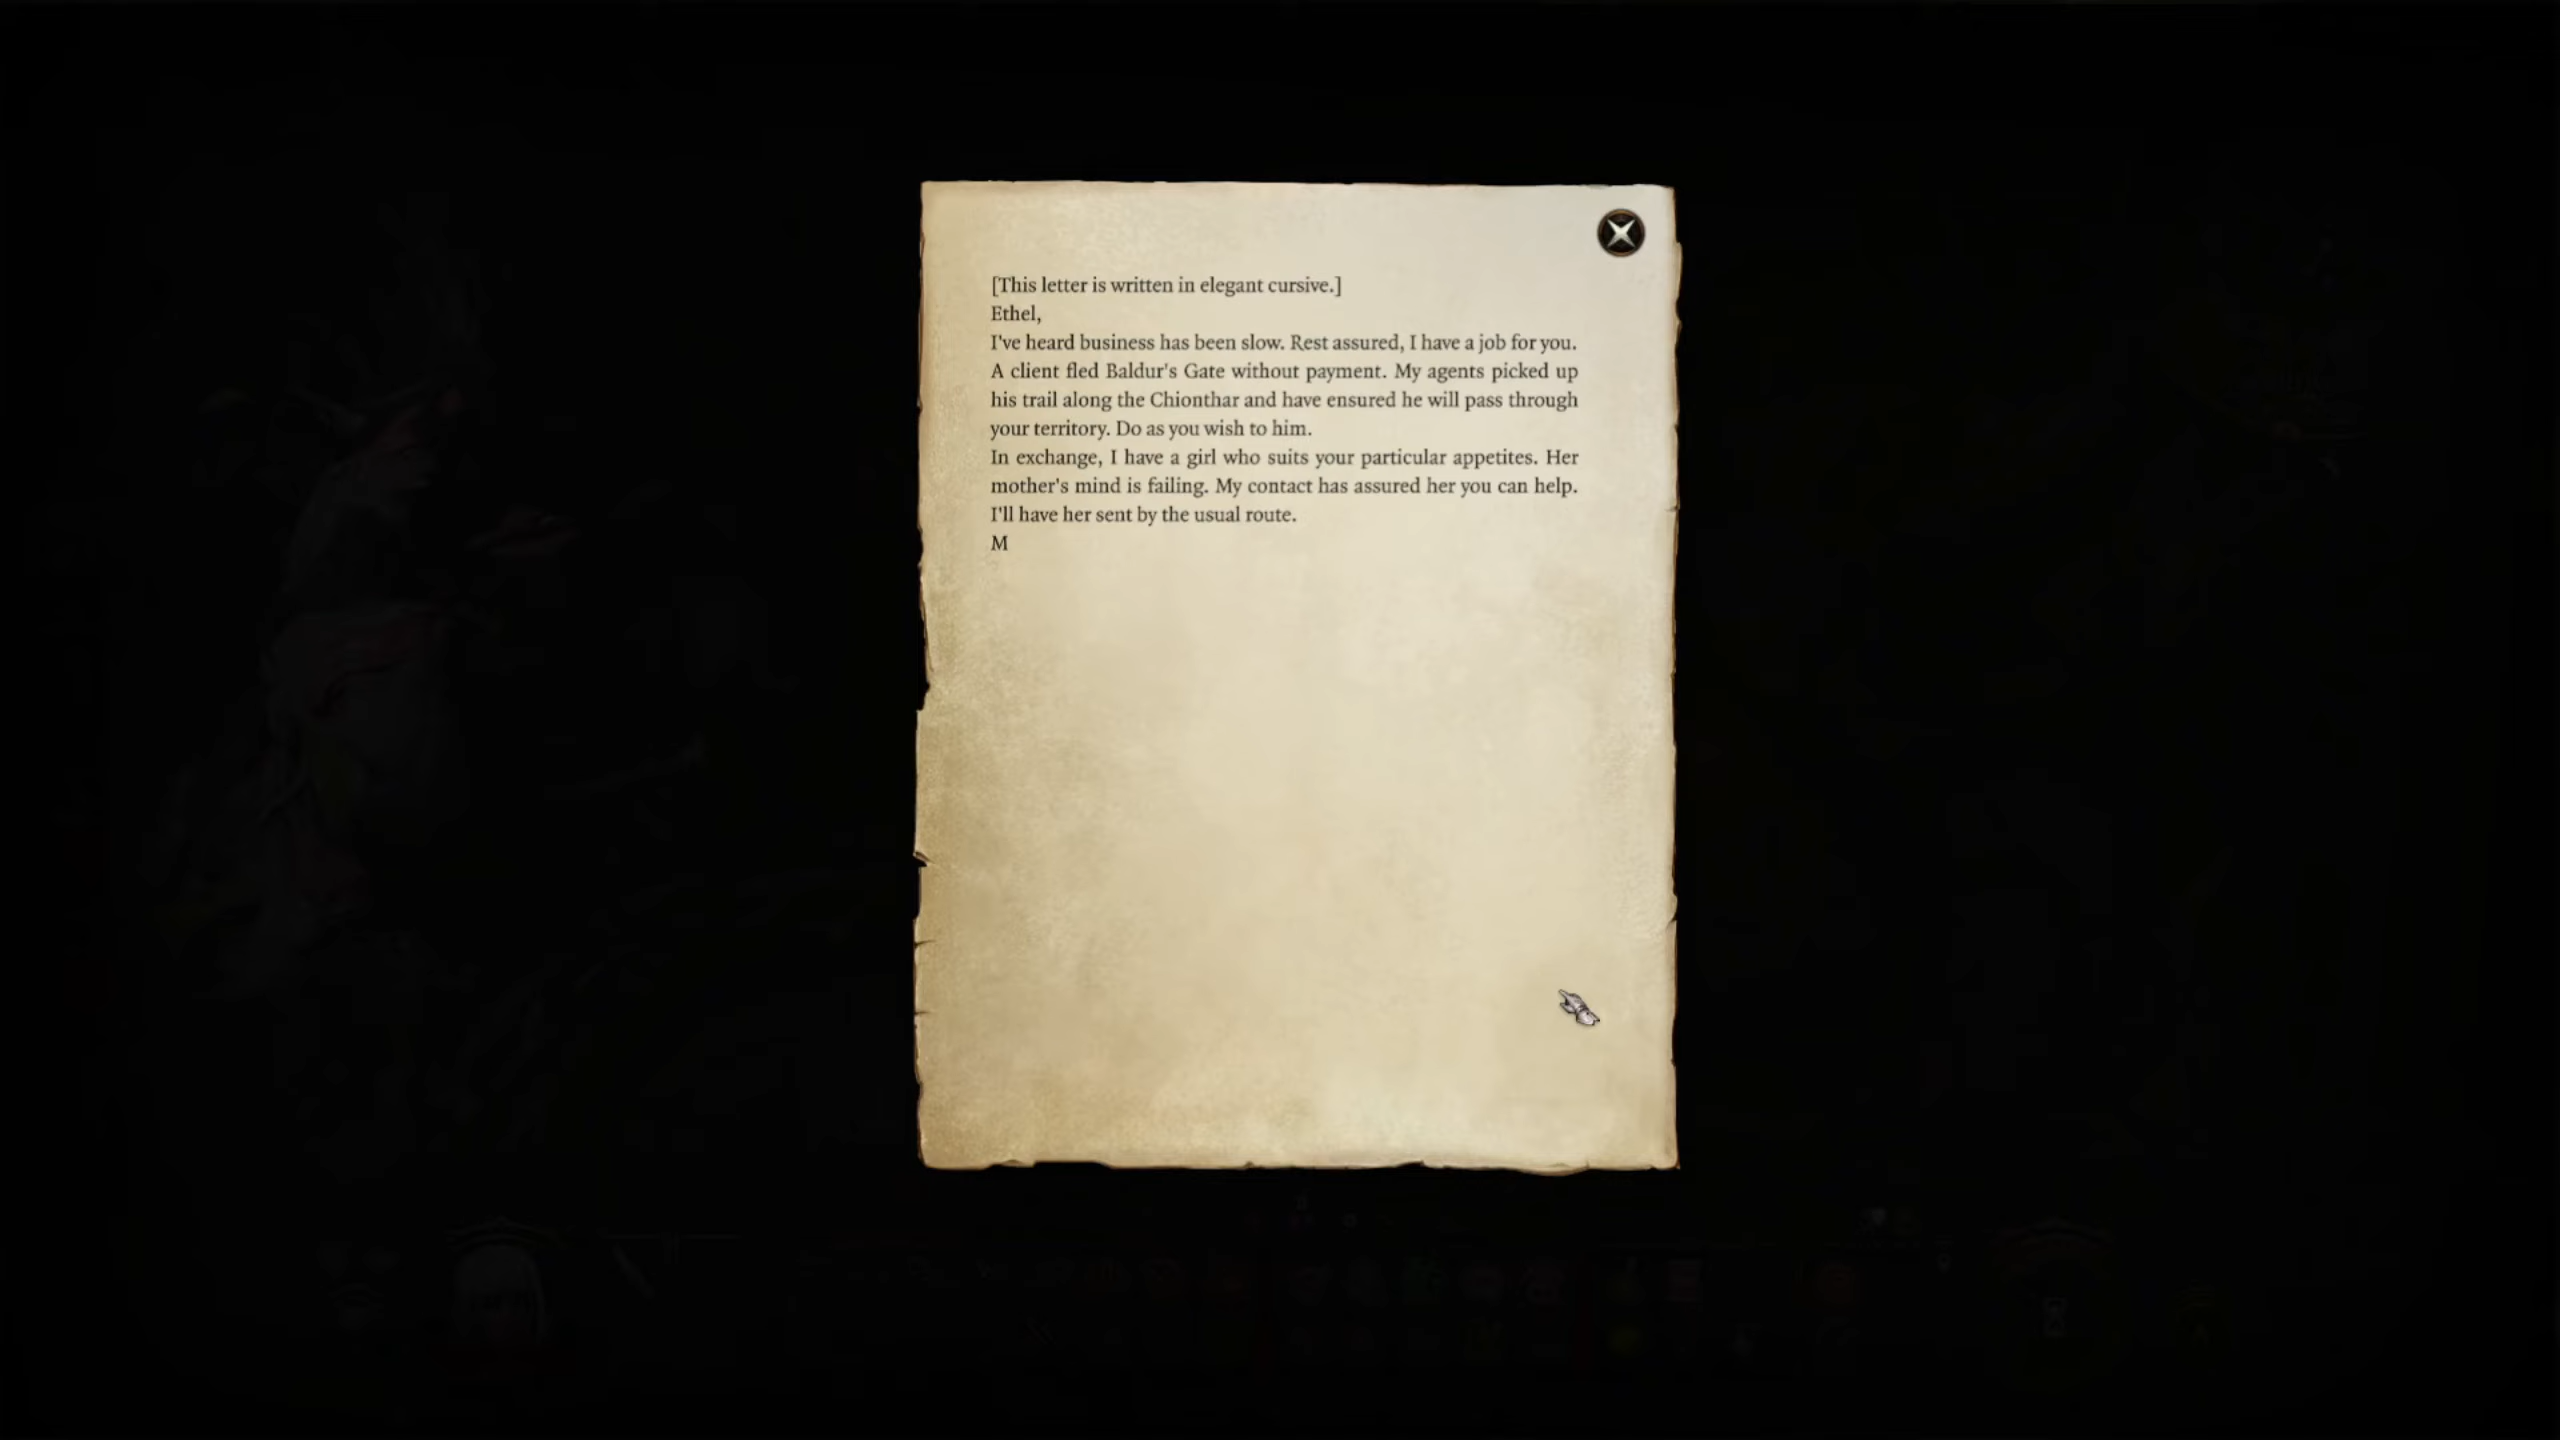 [This letter is written in elegant cursive.]
Ethel,
I've heard business has been slow. Rest assured, I have a job for you.
A client fled Baldur's Gate without payment. My agents picked up
his trail along the Chionthar and have ensured he will pass through
your territory. Do as you wish to him.
In exchange, I have a girl who suits your particular appetites. Her
mother's mind is failing. My contact has assured her you can help.
I'll have her sent by the usual route.
M